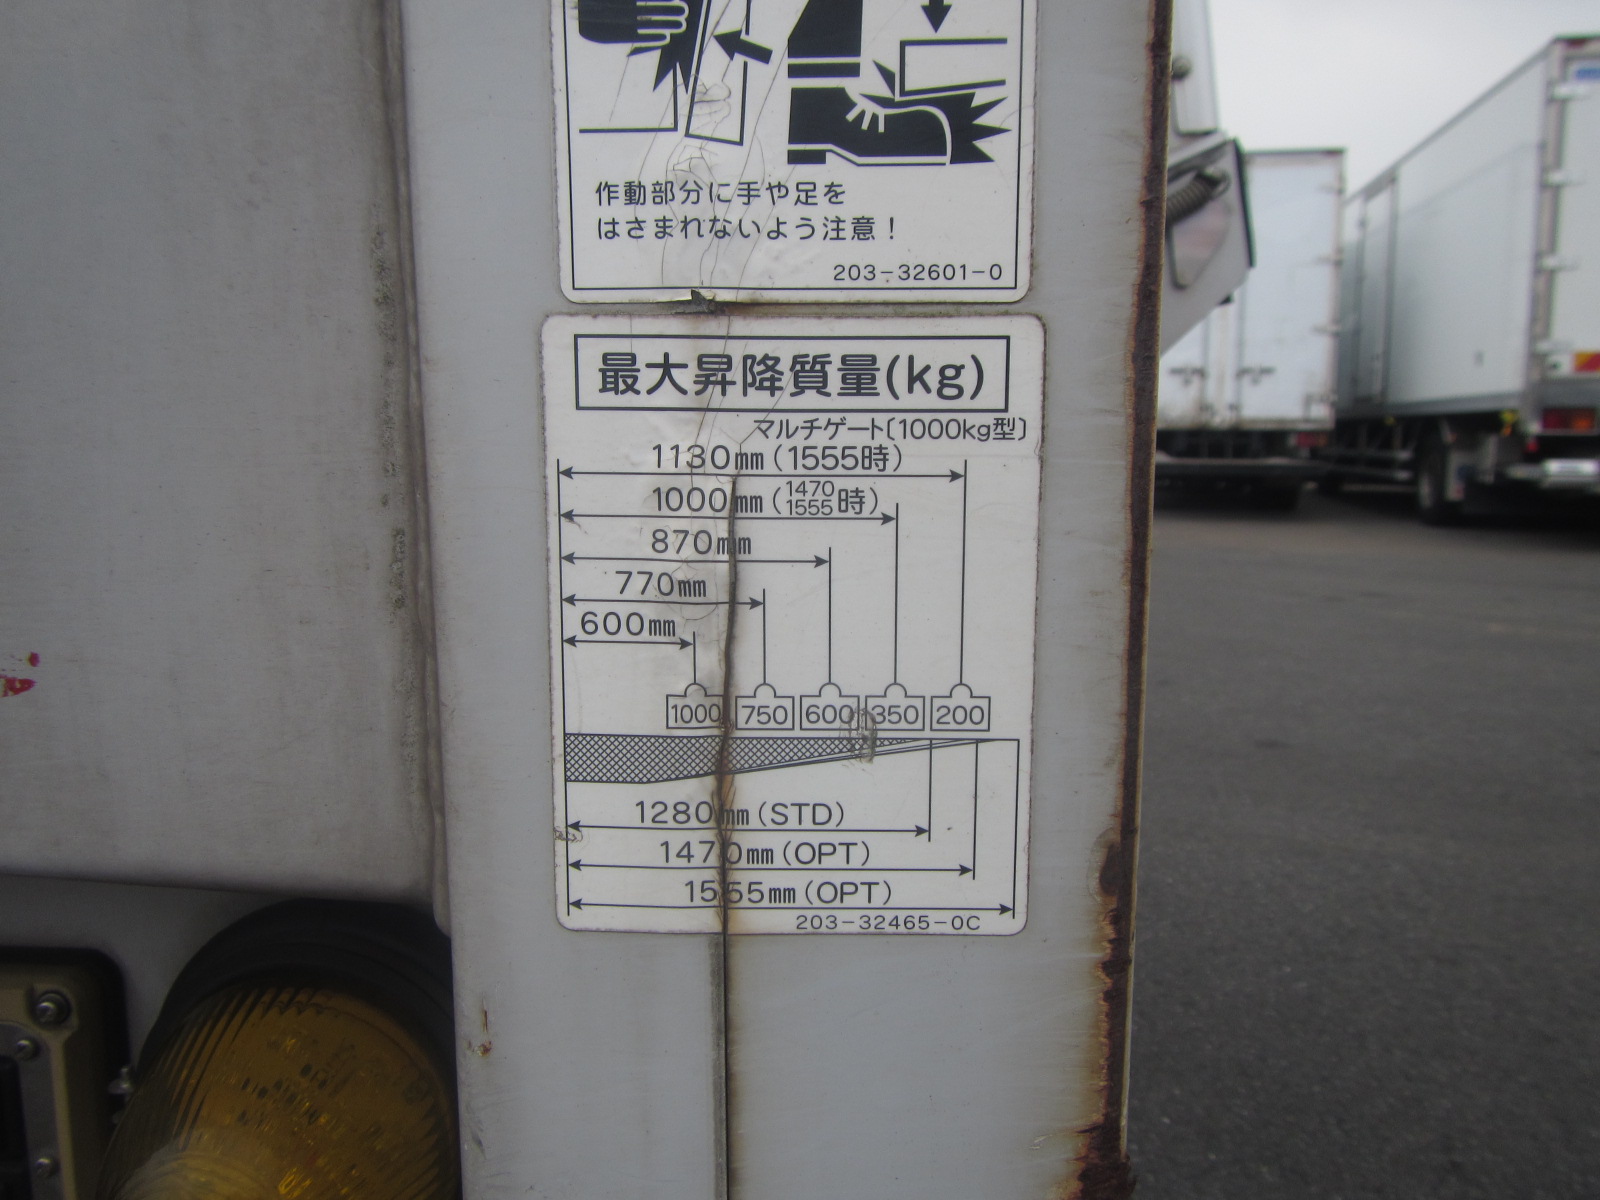 作動部分に手や足を
はさまれないよう注意！
203-32601-0
最大昇降質量(kg)
マルチゲート〔1000kg型〕
1130mm(1555時)
1000mm(1470 1555時)
870mm
770mm
600mm
1000 750 600 350 200
1280mm(STD)
1470mm(OPT)
1555mm(OPT)
203-32465-0C